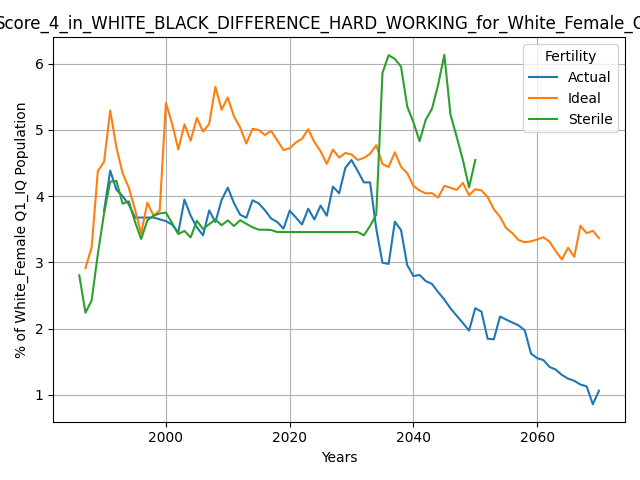 Score_4_in_WHITE_BLACK_DIFFERENCE_HARD_WORKING_for_White_Female_
Fertility
Actual
Ideal
Sterile
% of White_Female Q1_IQ Population
6
5
4
3
2
1
2000
2020
2040
2060
Years